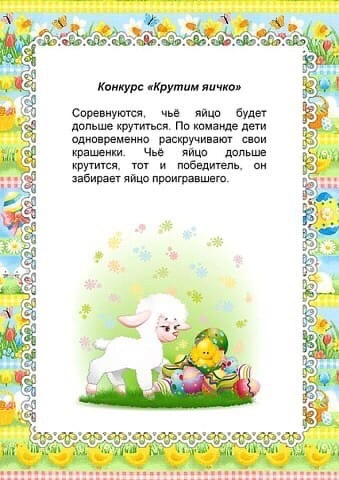 Конкурс «Крутим яичко»
Соревнуются, чьё яйцо будет
дольше крутиться. По команде дети
одновременно раскручивают свои
крашенки. Чьё яйцо дольше
крутится, тот и победитель, он
забирает яйцо проигравшего.